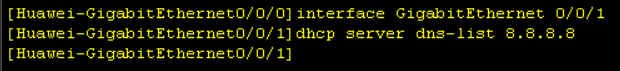 [Huawei-GigabitEthernet0/0/0]interface GigabitEthernet 0/0/1
[Huawei-GigabitEthernet0/0/1]dhcp server dns-list 8.8.8.8
[Huawei-GigabitEthernet0/0/1]